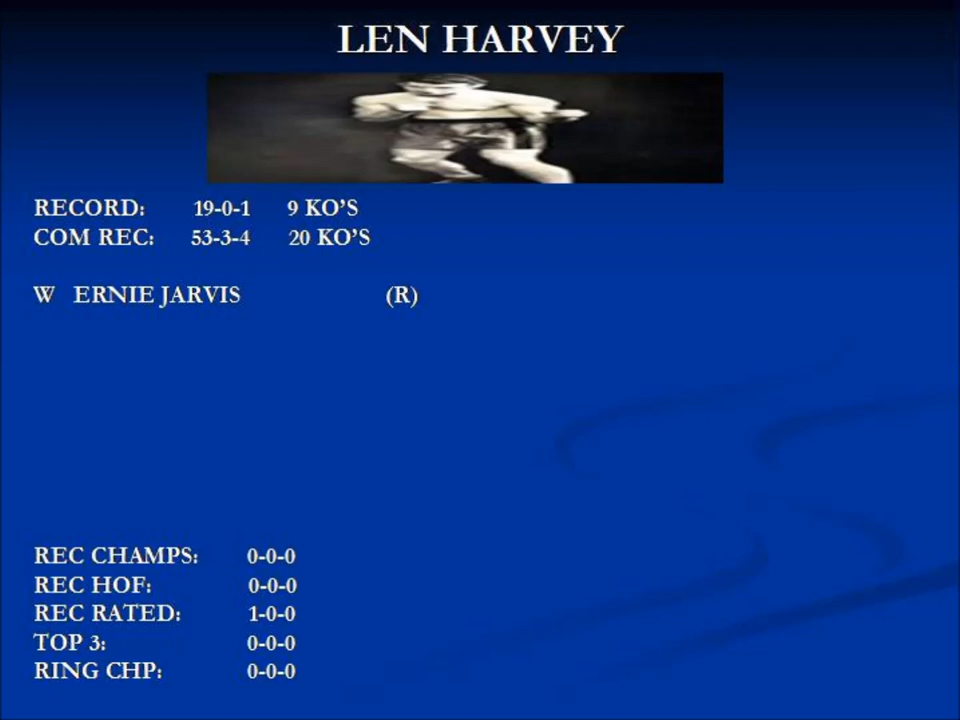 LEN HARVEY
RECORD: 19-0-1 9 KO'S
COM REC: 53-3-4 20 KO'S
W ERNIE JARVIS (R)
REC CHAMPS: 0-0-0
REC HOF: 0-0-0
REC RATED: 1-0-0
TOP 3: 0-0-0
RING CHP: 0-0-0